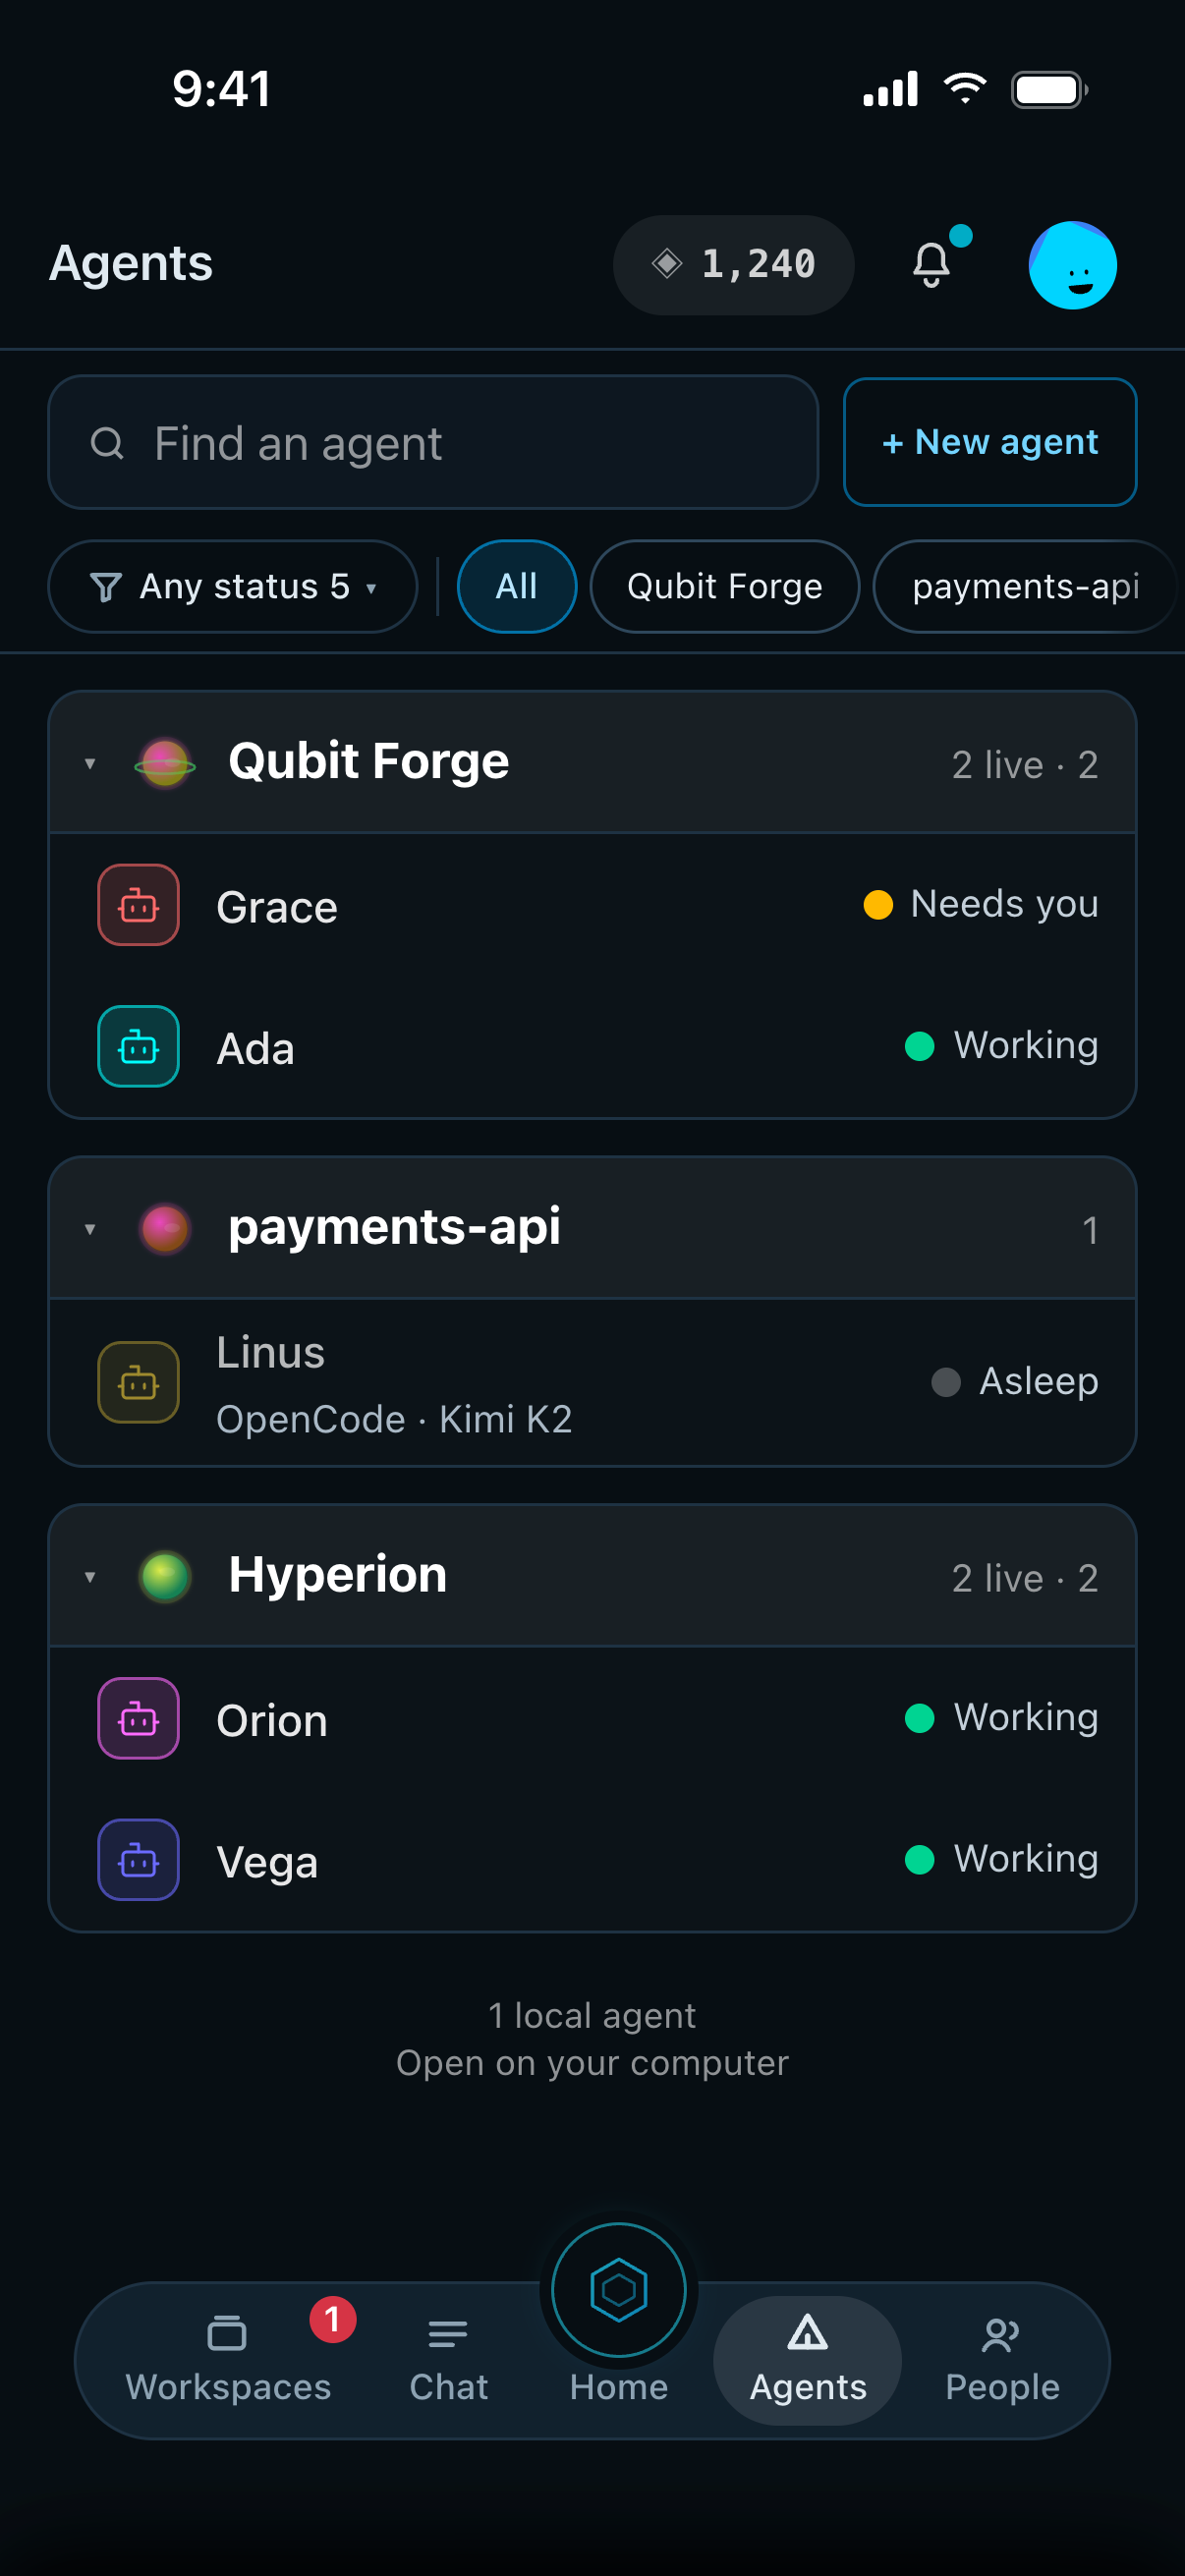 9:41
Agents
1,240
Find an agent
+ New agent
Any status 5
All
Qubit Forge
payments-api
Qubit Forge
2 live · 2
Grace
Needs you
Ada
Working
payments-api
1
Linus
OpenCode · Kimi K2
Asleep
Hyperion
2 live · 2
Orion
Working
Vega
Working
1 local agent
Open on your computer
1
Workspaces
Chat
Home
Agents
People